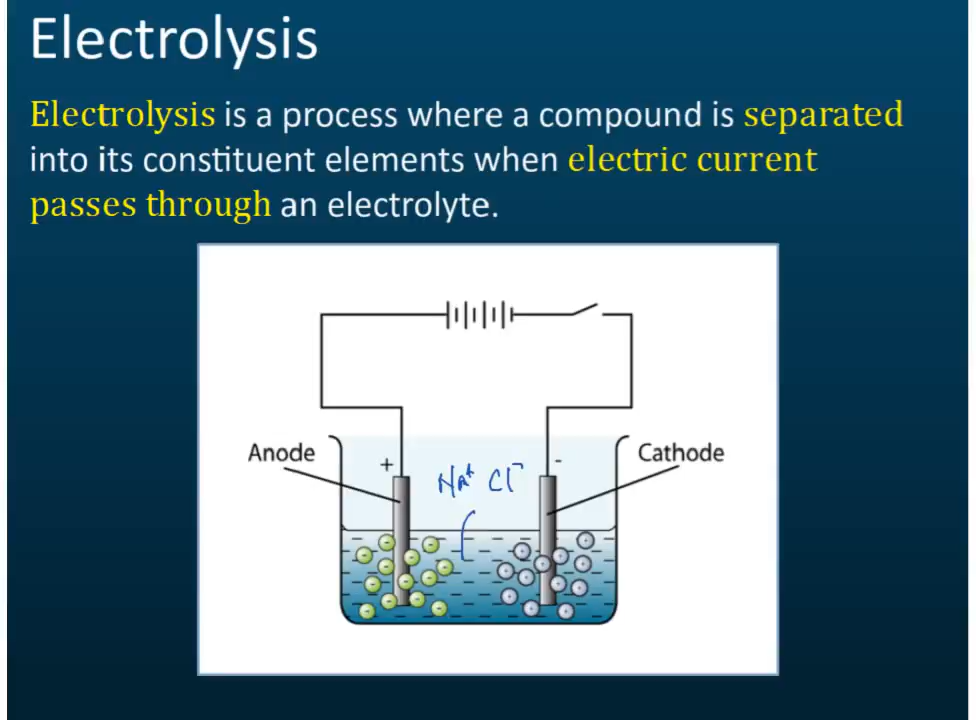 Electrolysis
Electrolysis is a process where a compound is separated
into its constituent elements when electric current
passes through an electrolyte.
Anode
+
-
Cathode
Na⁺ Cl⁻